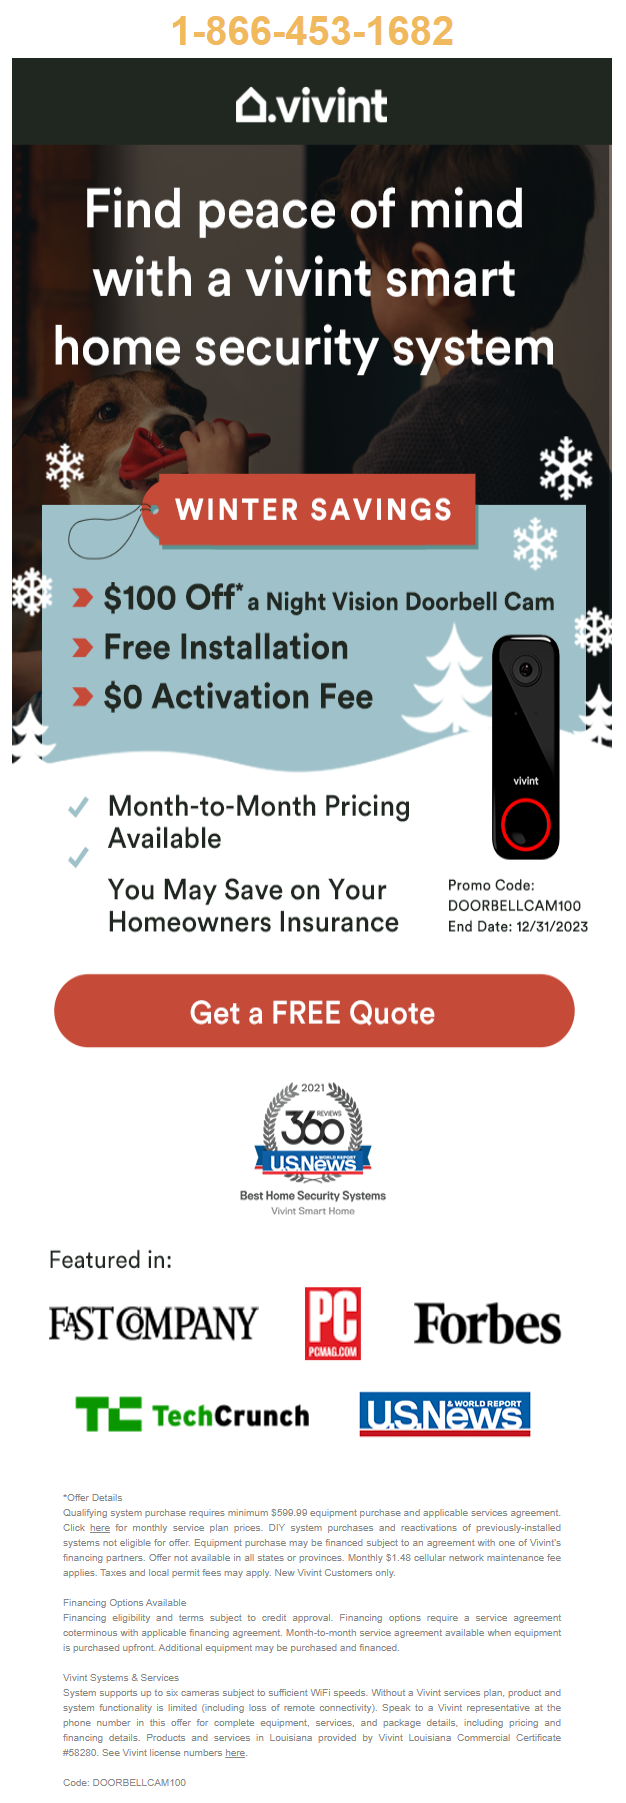 1-866-453-1682
vivint
Find peace of mind
with a vivint smart
home security system
WINTER SAVINGS
$100 Off* a Night Vision Doorbell Cam
Free Installation
$0 Activation Fee
vivint
Month-to-Month Pricing
Available
You May Save on Your
Homeowners Insurance
Promo Code:
DOORBELLCAM100
End Date: 12/31/2023
Get a FREE Quote
2021
360
REVIEWS
U.S.News
& WORLD REPORT
Best Home Security Systems
Vivint Smart Home
Featured in:
FAST COMPANY
PC
PCMAG.COM
Forbes
TC TechCrunch
U.S.News
& WORLD REPORT
*Offer Details
Qualifying system purchase requires minimum $599.99 equipment purchase and applicable services agreement.
Click here for monthly service plan prices. DIY system purchases and reactivations of previously-installed
systems not eligible for offer. Equipment purchase may be financed subject to an agreement with one of Vivint's
financing partners. Offer not available in all states or provinces. Monthly $1.48 cellular network maintenance fee
applies. Taxes and local permit fees may apply. New Vivint Customers only.
Financing Options Available
Financing eligibility and terms subject to credit approval. Financing options require a service agreement
coterminous with applicable financing agreement. Month-to-month service agreement available when equipment
is purchased upfront. Additional equipment may be purchased and financed.
Vivint Systems & Services
System supports up to six cameras subject to sufficient WiFi speeds. Without a Vivint services plan, product and
system functionality is limited (including loss of remote connectivity). Speak to a Vivint representative at the
phone number in this offer for complete equipment, services, and package details, including pricing and
financing details. Products and services in Louisiana provided by Vivint Louisiana Commercial Certificate
#58280. See Vivint license numbers here.
Code: DOORBELLCAM100